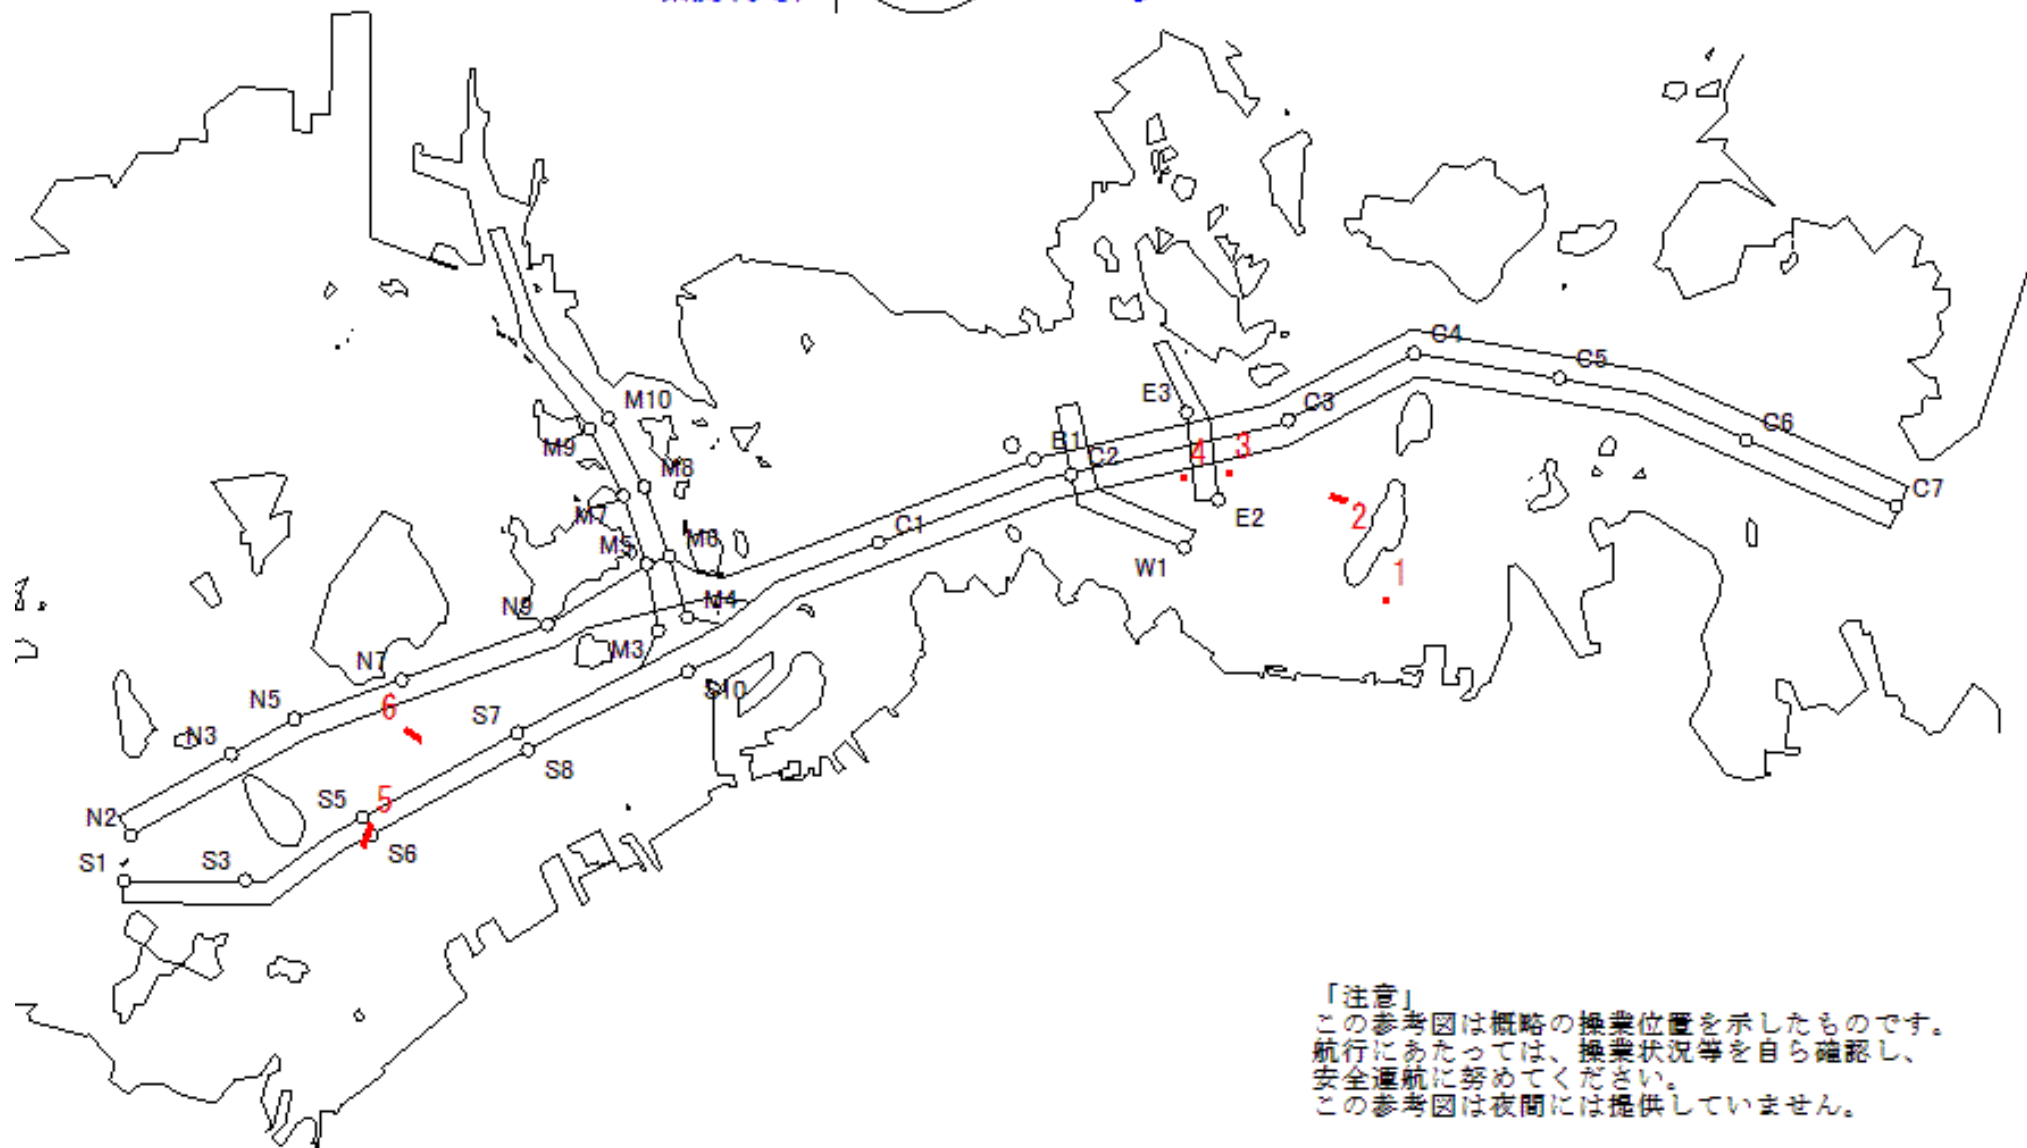 C4
C5
M10
E3
C3
C6
M9
B1
4
3
M8
C2
C7
M7
E2
2
C1
M5
M6
W1
1
N9
M4
M3
N7
S10
6
N5
S7
N3
S8
S5
5
N2
S6
S1
S3
「注意」
この参考図は概略の操業位置を示したものです。
航行にあたっては、操業状況等を自ら確認し、
安全運航に努めてください。
この参考図は夜間には提供していません。